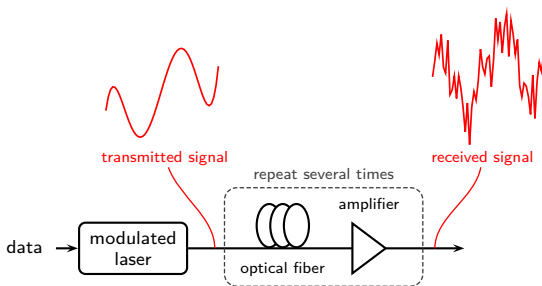 transmitted signal
received signal
repeat several times
amplifier
data
modulated
laser
optical fiber